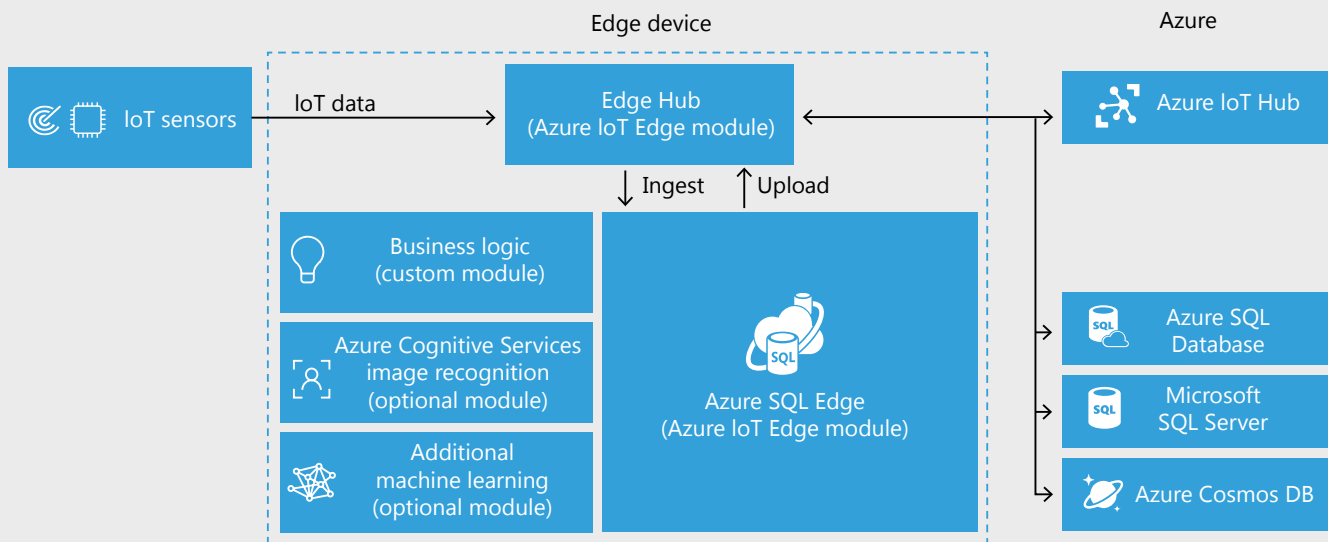 Edge device
Azure
IoT sensors
IoT data
Edge Hub
(Azure IoT Edge module)
Azure IoT Hub
Ingest
Upload
Business logic
(custom module)
Azure Cognitive Services
image recognition
(optional module)
Additional
machine learning
(optional module)
SQL
Azure SQL Edge
(Azure IoT Edge module)
SQL
Azure SQL
Database
SQL
Microsoft
SQL Server
Azure Cosmos DB